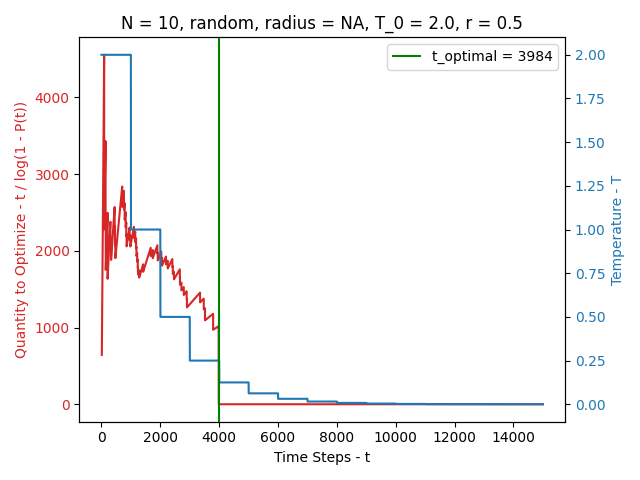 N = 10, random, radius = NA, T_0 = 2.0, r = 0.5
t_optimal = 3984
Quantity to Optimize - t / log(1 - P(t))
4000
3000
2000
1000
0
2.00
1.75
1.50
1.25
1.00
0.75
0.50
0.25
0.00
Temperature - T
0 2000 4000 6000 8000 10000 12000 14000
Time Steps - t